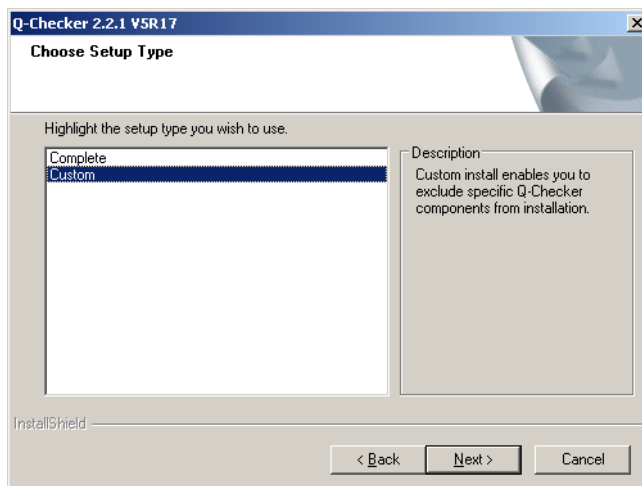 Q-Checker 2.2.1 V5R17
Choose Setup Type
Highlight the setup type you wish to use.
Complete
Custom
Description
Custom install enables you to
exclude specific Q-Checker
components from installation.
InstallShield
< Back
Next >
Cancel